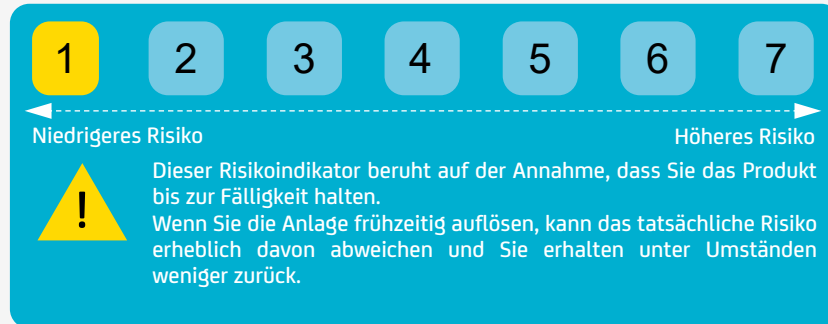 1 2 3 4 5 6 7
Niedrigeres Risiko Höheres Risiko
!
Dieser Risikoindikator beruht auf der Annahme, dass Sie das Produkt
bis zur Fälligkeit halten.
Wenn Sie die Anlage frühzeitig auflösen, kann das tatsächliche Risiko
erheblich davon abweichen und Sie erhalten unter Umständen
weniger zurück.